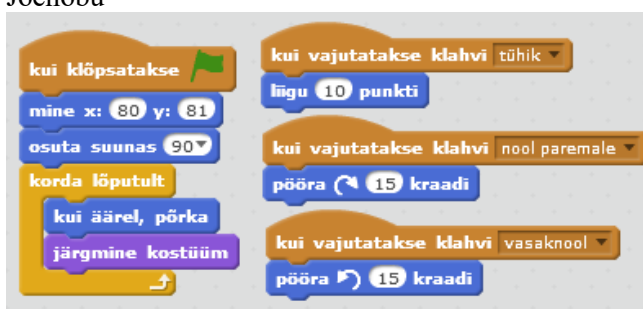 Jõehobu
kui klõpsatakse
mine x: 80 y: 81
osuta suunas 90
korda lõputult
kui äärel, põrka
järgmine kostüüm
kui vajutatakse klahvi tühik
liigu 10 punkti
kui vajutatakse klahvi nool paremale
pööra 15 kraadi
kui vajutatakse klahvi vasaknool
pööra 15 kraadi